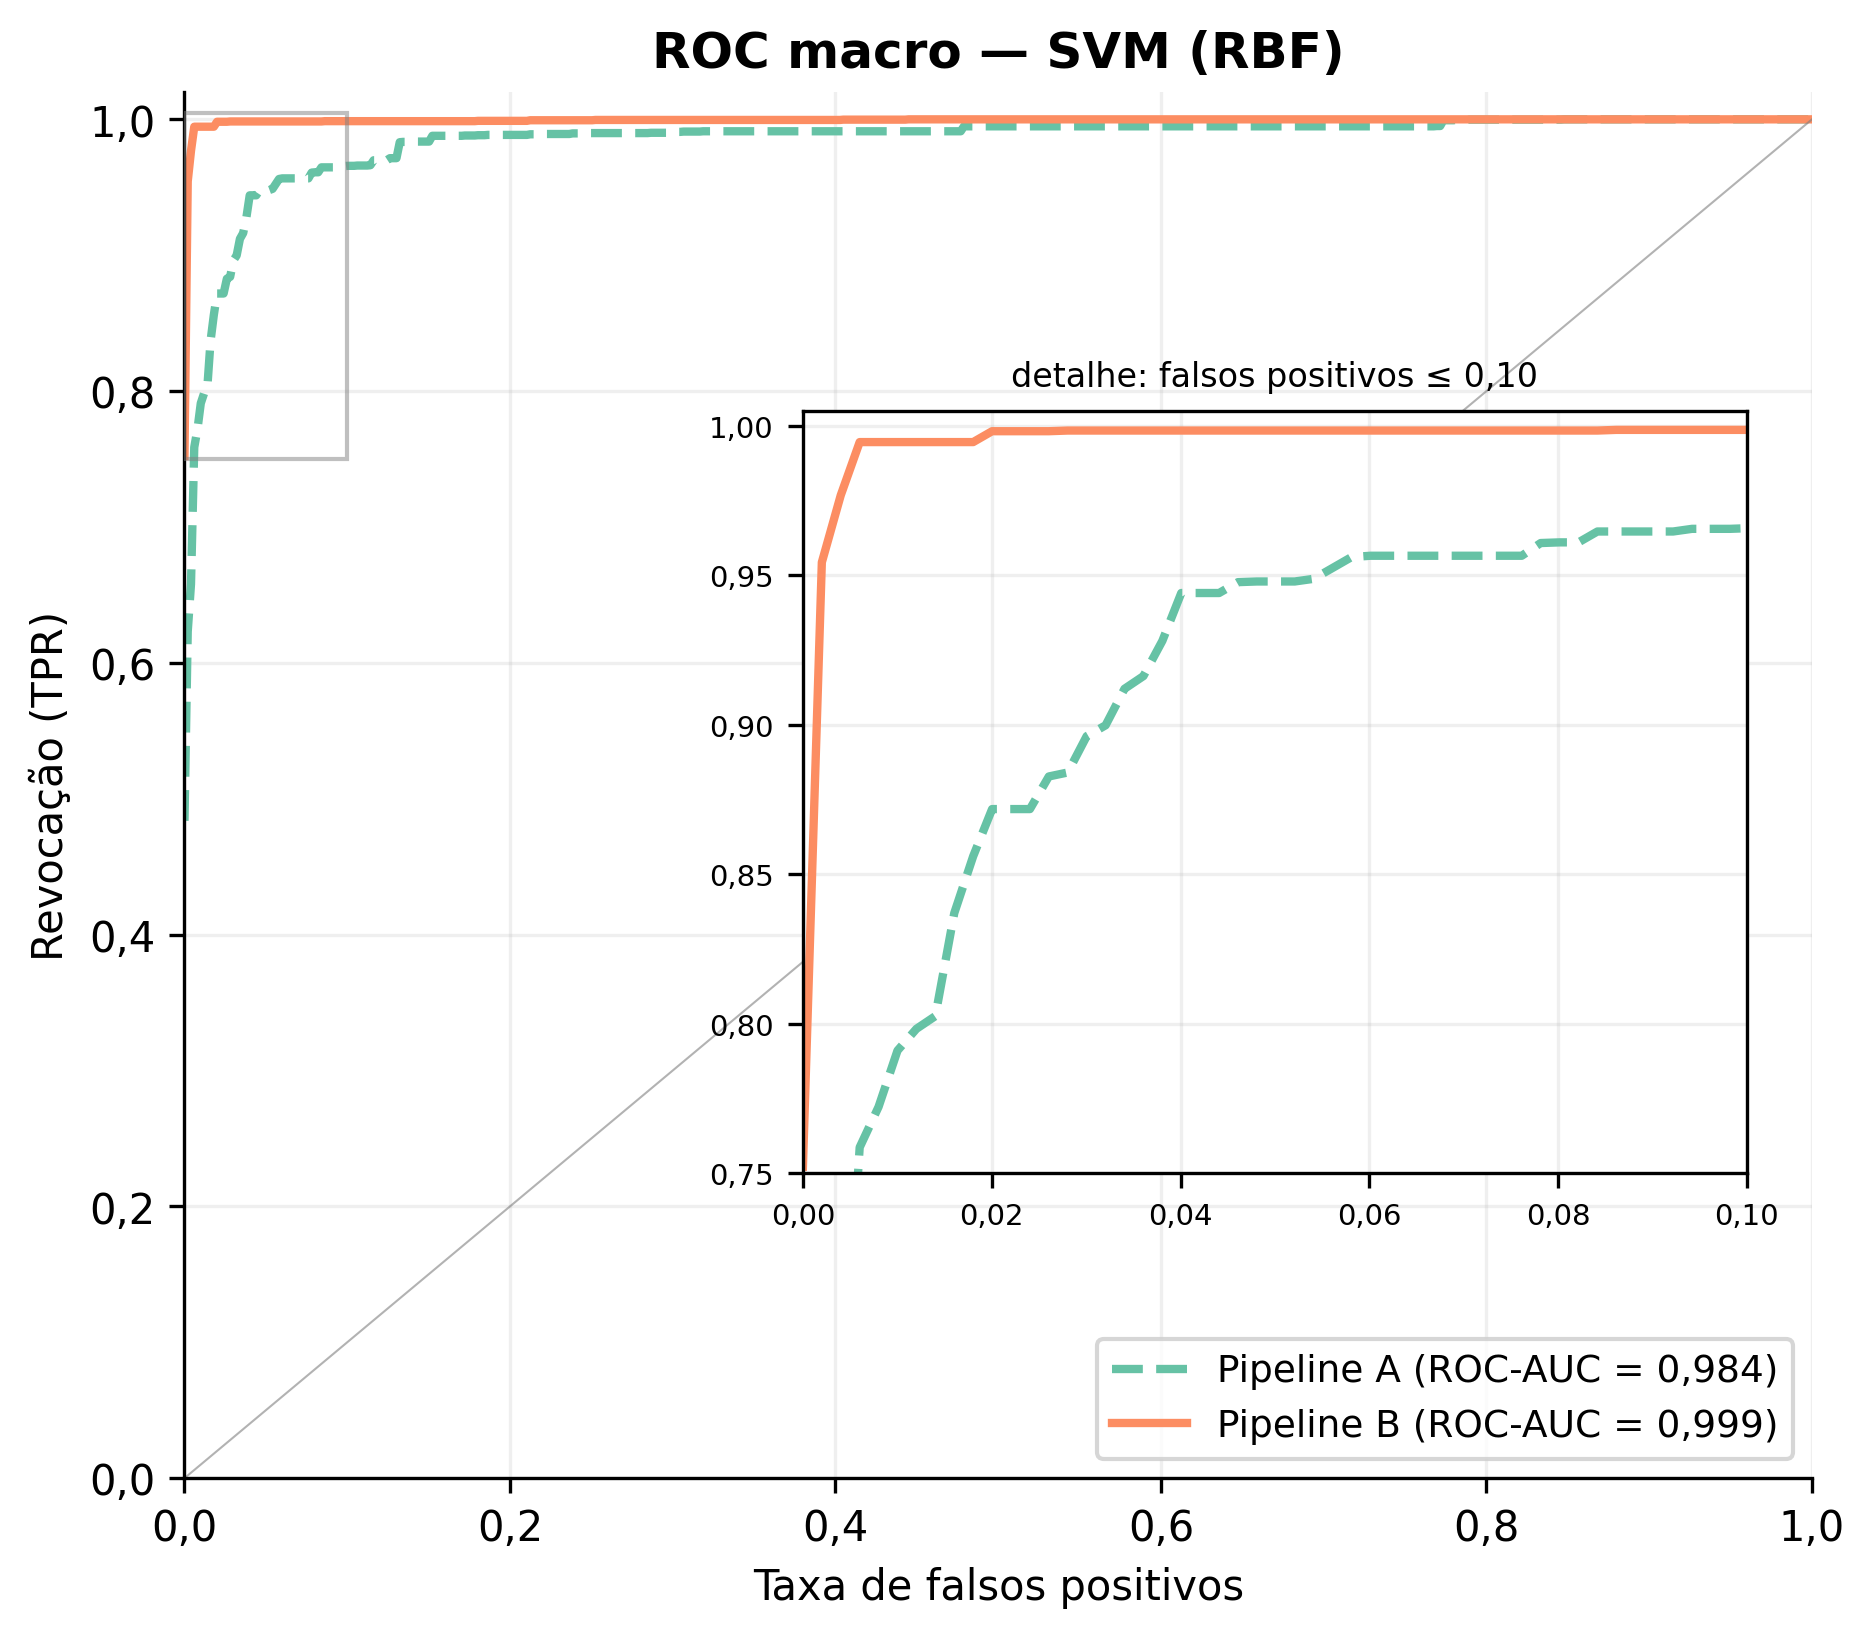 ROC macro — SVM (RBF)
Revocação (TPR)
1,0
0,8
0,6
0,4
0,2
0,0
detalhe: falsos positivos ≤ 0,10
1,00
0,95
0,90
0,85
0,80
0,75
0,00 0,02 0,04 0,06 0,08 0,10
Pipeline A (ROC-AUC = 0,984)
Pipeline B (ROC-AUC = 0,999)
0,0 0,2 0,4 0,6 0,8 1,0
Taxa de falsos positivos